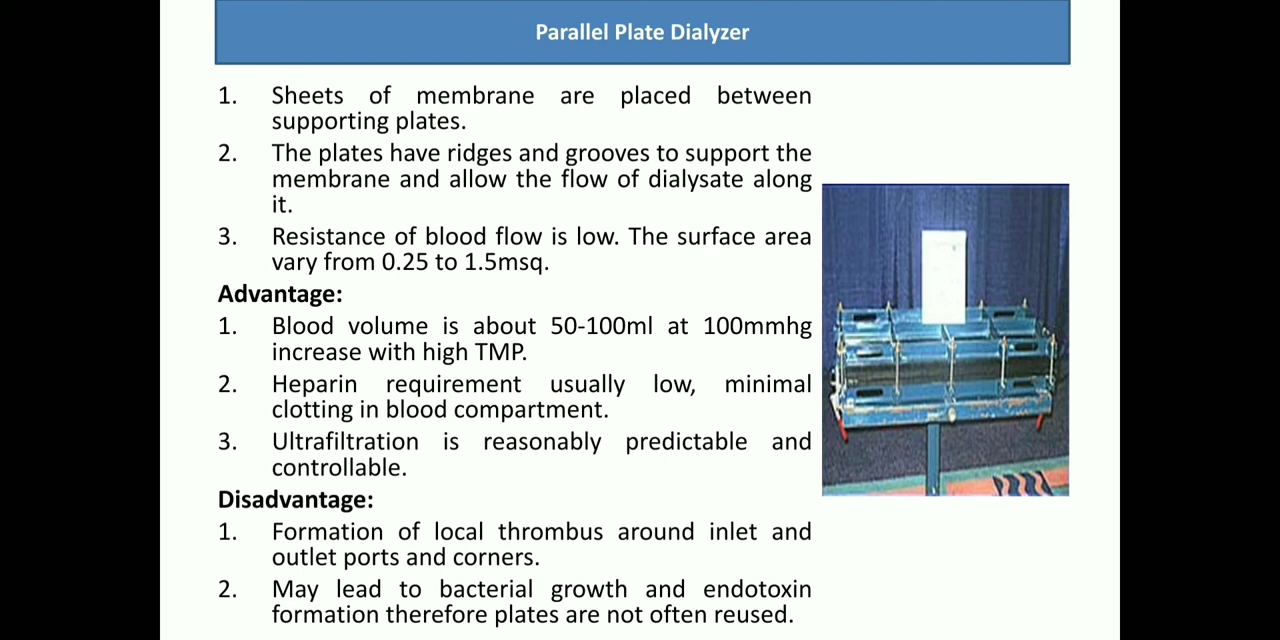 Parallel Plate Dialyzer
1. Sheets of membrane are placed between
supporting plates.
2. The plates have ridges and grooves to support the
membrane and allow the flow of dialysate along
it.
3. Resistance of blood flow is low. The surface area
vary from 0.25 to 1.5msq.
Advantage:
1. Blood volume is about 50-100ml at 100mmhg
increase with high TMP.
2. Heparin requirement usually low, minimal
clotting in blood compartment.
3. Ultrafiltration is reasonably predictable and
controllable.
Disadvantage:
1. Formation of local thrombus around inlet and
outlet ports and corners.
2. May lead to bacterial growth and endotoxin
formation therefore plates are not often reused.